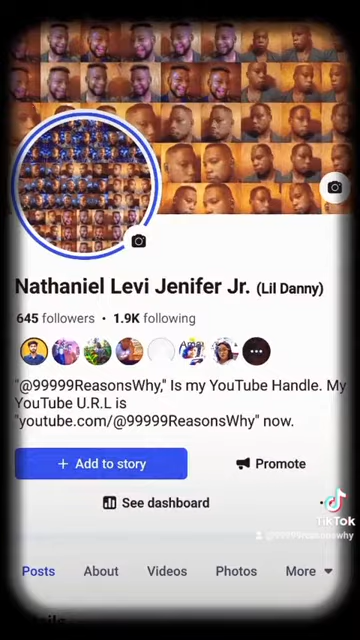 Nathaniel Levi Jenifer Jr. (Lil Danny)
645 followers • 1.9K following
"@99999ReasonsWhy," Is my YouTube Handle. My
YouTube U.R.L is
"youtube.com/@99999ReasonsWhy" now.
+ Add to story
Promote
See dashboard
TikTok
@99999reasonswhy
Posts
About
Videos
Photos
More